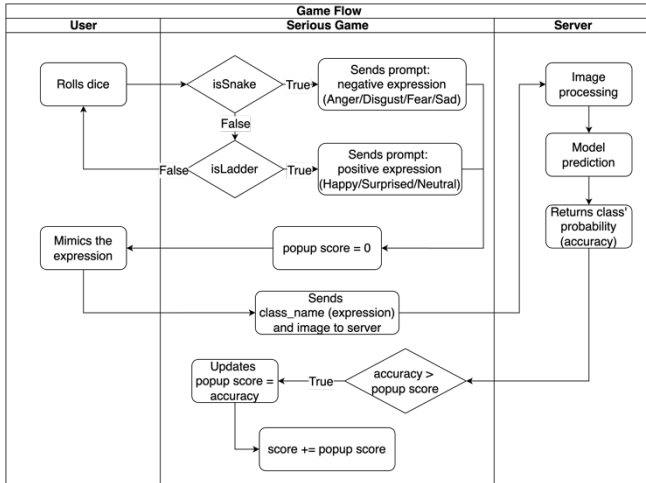 Game Flow
User
Serious Game
Server
Rolls dice
isSnake
True
Sends prompt:
negative expression
(Anger/Disgust/Fear/Sad)
Image
processing
False
False
isLadder
True
Sends prompt:
positive expression
(Happy/Surprised/Neutral)
Model
prediction
Mimics the
expression
popup score = 0
Returns class'
probability
(accuracy)
Sends
class_name (expression)
and image to server
Updates
popup score =
accuracy
True
accuracy >
popup score
score += popup score